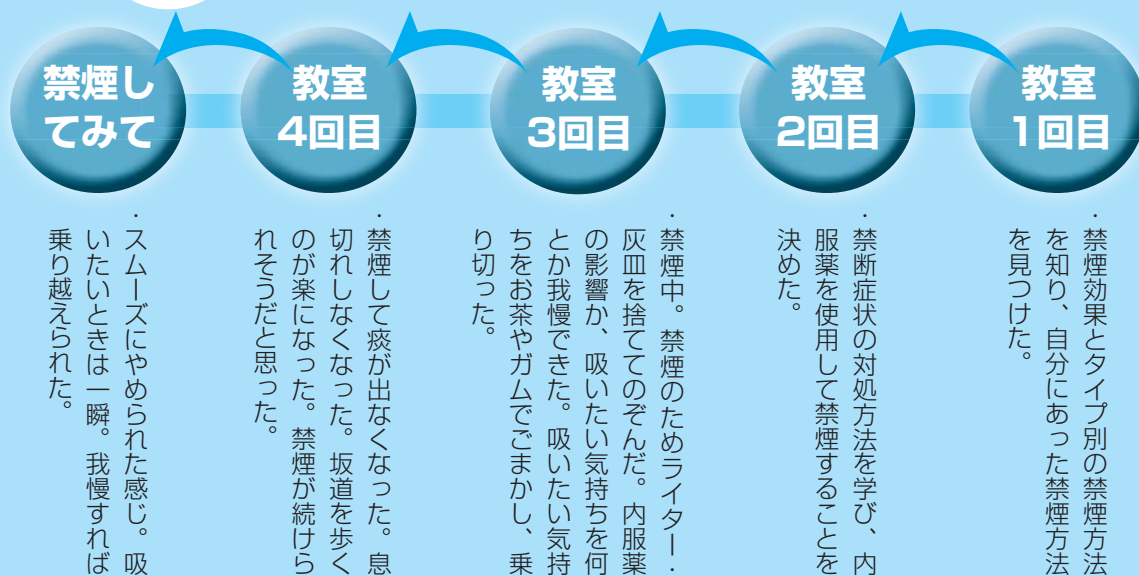 教室
1回目
・禁煙効果とタイプ別の禁煙方法
を知り、自分にあった禁煙方法
を見つけた。
教室
2回目
・禁断症状の対処方法を学び、内
服薬を使用して禁煙することを
決めた。
教室
3回目
・禁煙中。禁煙のためライター・
灰皿を捨ててのぞんだ。内服薬
の影響か、吸いたい気持ちを何
とか我慢できた。吸いたい気持
ちをお茶やガムでごまかし、乗
り切った。
教室
4回目
・禁煙して痰が出なくなった。息
切れしなくなった。坂道を歩く
のが楽になった。禁煙が続けら
れそうだと思った。
禁煙し
てみて
・スムーズにやめられた感じ。吸
いたいときは一瞬。我慢すれば
乗り越えられた。